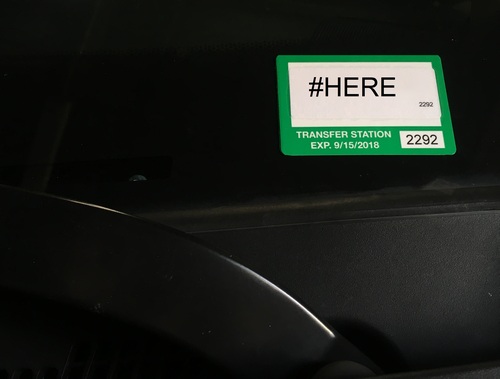 #HERE
2292
TRANSFER STATION
EXP. 9/15/2018
2292